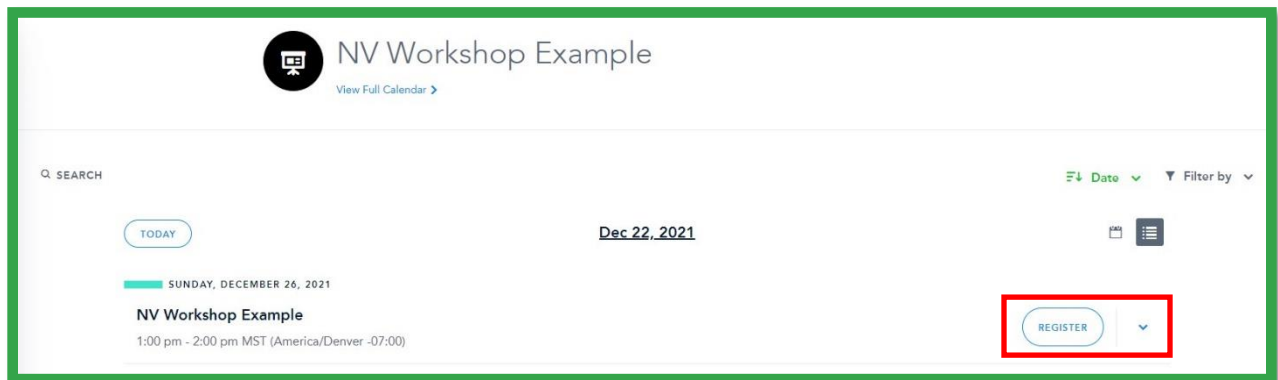 NV Workshop Example
View Full Calendar
SEARCH
Date
Filter by
TODAY
Dec 22, 2021
SUNDAY, DECEMBER 26, 2021
NV Workshop Example
REGISTER
1:00 pm - 2:00 pm MST (America/Denver -07:00)